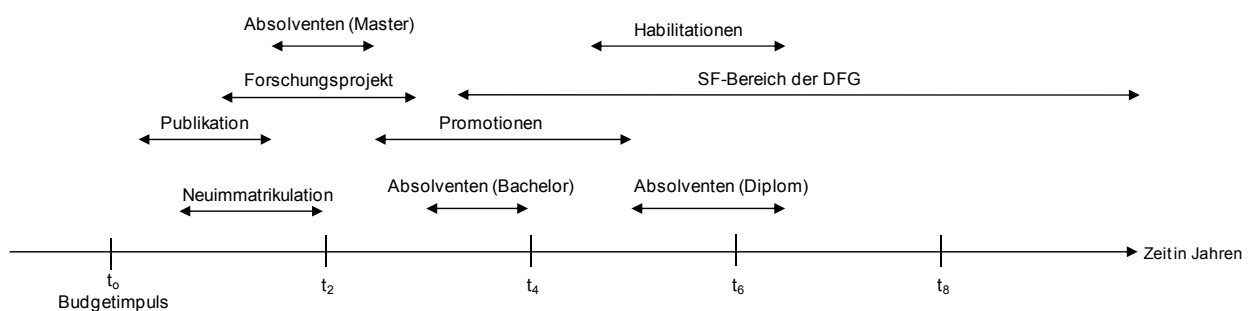 Absolventen (Master)
Habilitationen
Forschungsprojekt
SF-Bereich der DFG
Publikation
Promotionen
Neuimmatrikulation
Absolventen (Bachelor)
Absolventen (Diplom)
Zeit in Jahren
t₀
t₂
t₄
t₆
t₈
Budgetimpuls